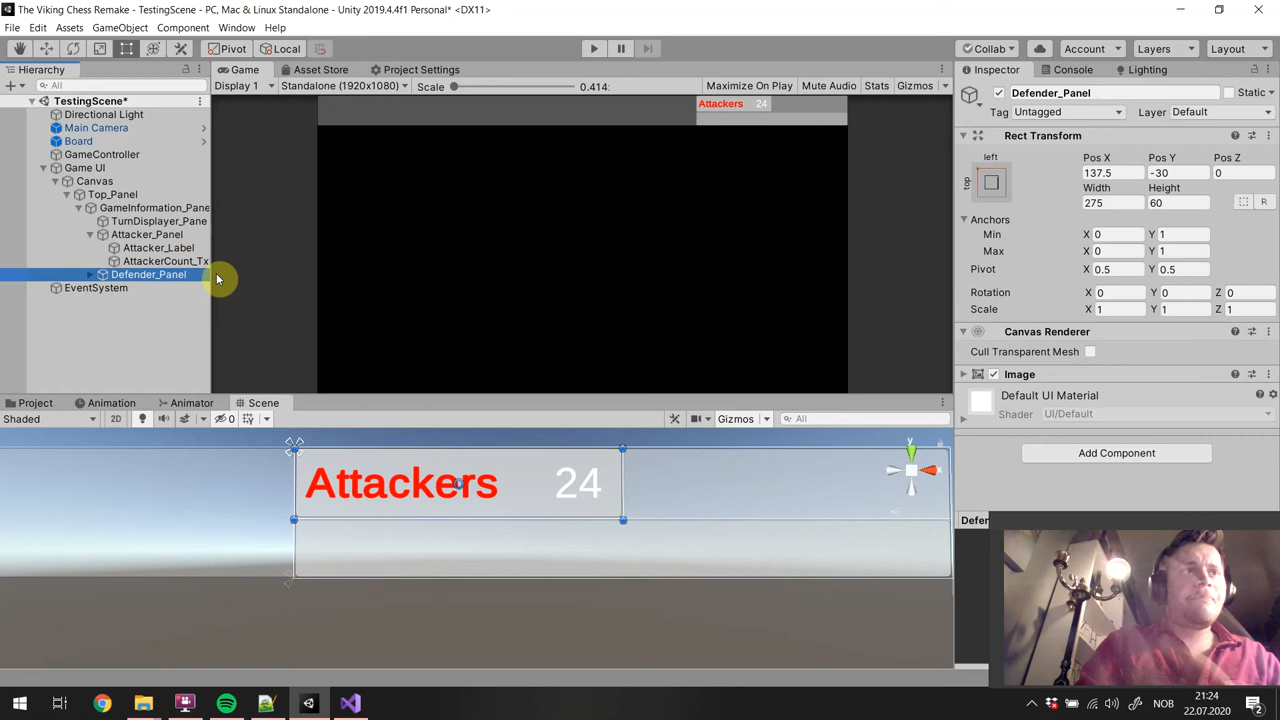 The Viking Chess Remake - TestingScene - PC, Mac & Linux Standalone - Unity 2019.4.4f1 Personal* <DX11>
File Edit Assets GameObject Component Window Help
Pivot Local Collab Account Layers Layout
Hierarchy Game Asset Store Project Settings Inspector Console Lighting
All Display 1 Standalone (1920x1080) Scale 0.414: Maximize On Play Mute Audio Stats Gizmos
Defender_Panel Static
TestingScene*
Directional Light
Main Camera
Board
GameController
Game UI
Canvas
Top_Panel
GameInformation_Pane
TurnDisplayer_Pane
Attacker_Panel
Attacker_Label
AttackerCount_Tx
Defender_Panel
EventSystem
Attackers 24
Tag Untagged Layer Default
Rect Transform
left Pos X Pos Y Pos Z
top 137.5 -30 0
Width Height
275 60 R
Anchors
Min X 0 Y 1
Max X 0 Y 1
Pivot X 0.5 Y 0.5
Rotation X 0 Y 0 Z 0
Scale X 1 Y 1 Z 1
Canvas Renderer
Cull Transparent Mesh
Image
Default UI Material
Shader UI/Default
Add Component
Defen
Project Animation Animator Scene
Shaded 2D 0 Gizmos All
Attackers 24
y
x
NOB 21:24
22.07.2020 2